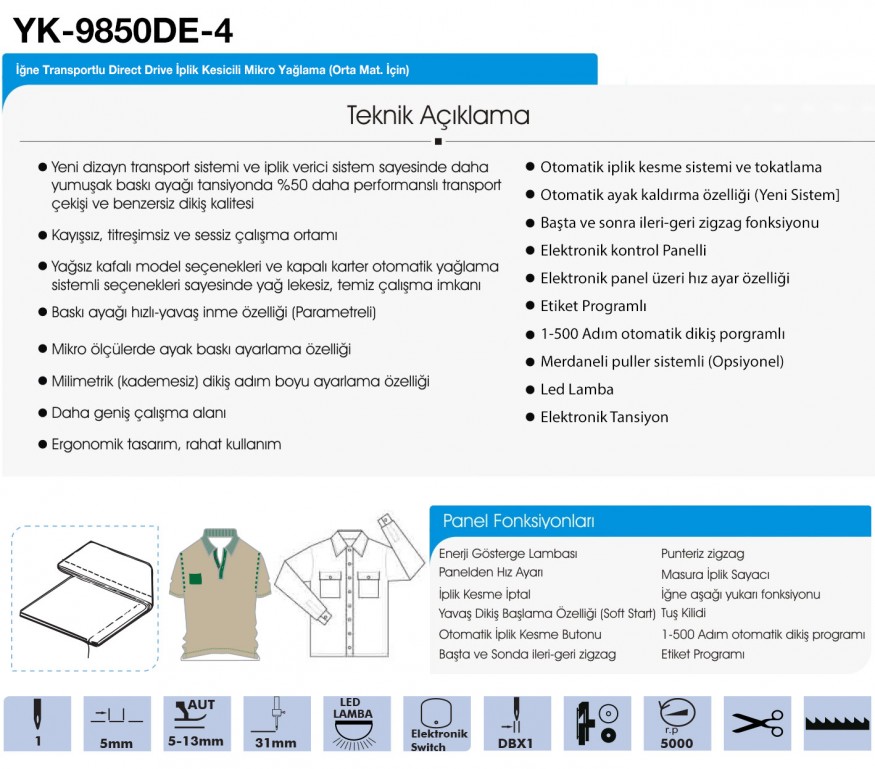 YK-9850DE-4
İğne Transportlu Direct Drive İplik Kesicili Mikro Yağlama (Orta Mat. İçin)
Teknik Açıklama
● Yeni dizayn transport sistemi ve iplik verici sistem sayesinde daha
yumuşak baskı ayağı tansiyonda %50 daha performanslı transport
çekişi ve benzersiz dikiş kalitesi
● Kayışsız, titreşimsiz ve sessiz çalışma ortamı
● Yağsız kafalı model seçenekleri ve kapalı karter otomatik yağlama
sistemli seçenekleri sayesinde yağ lekesiz, temiz çalışma imkanı
● Baskı ayağı hızlı-yavaş inme özelliği (Parametreli)
● Mikro ölçülerde ayak baskı ayarlama özelliği
● Milimetrik (kademesiz) dikiş adım boyu ayarlama özelliği
● Daha geniş çalışma alanı
● Ergonomik tasarım, rahat kullanım
● Otomatik iplik kesme sistemi ve tokatlama
● Otomatik ayak kaldırma özelliği (Yeni Sistem]
● Başta ve sonra ileri-geri zigzag fonksiyonu
● Elektronik kontrol Panelli
● Elektronik panel üzeri hız ayar özelliği
● Etiket Programlı
● 1-500 Adım otomatik dikiş porgramlı
● Merdaneli puller sistemli (Opsiyonel)
● Led Lamba
● Elektronik Tansiyon
Panel Fonksiyonları
Enerji Gösterge Lambası
Panelden Hız Ayarı
İplik Kesme İptal
Yavaş Dikiş Başlama Özelliği (Soft Start)
Otomatik İplik Kesme Butonu
Başta ve Sonda ileri-geri zigzag
Punteriz zigzag
Masura İplik Sayacı
İğne aşağı yukarı fonksiyonu
Tuş Kilidi
1-500 Adım otomatik dikiş programı
Etiket Programı
1
5mm
AUT
5-13mm
31mm
LED
LAMBA
Elektronik
Switch
DBX1
r.p
5000